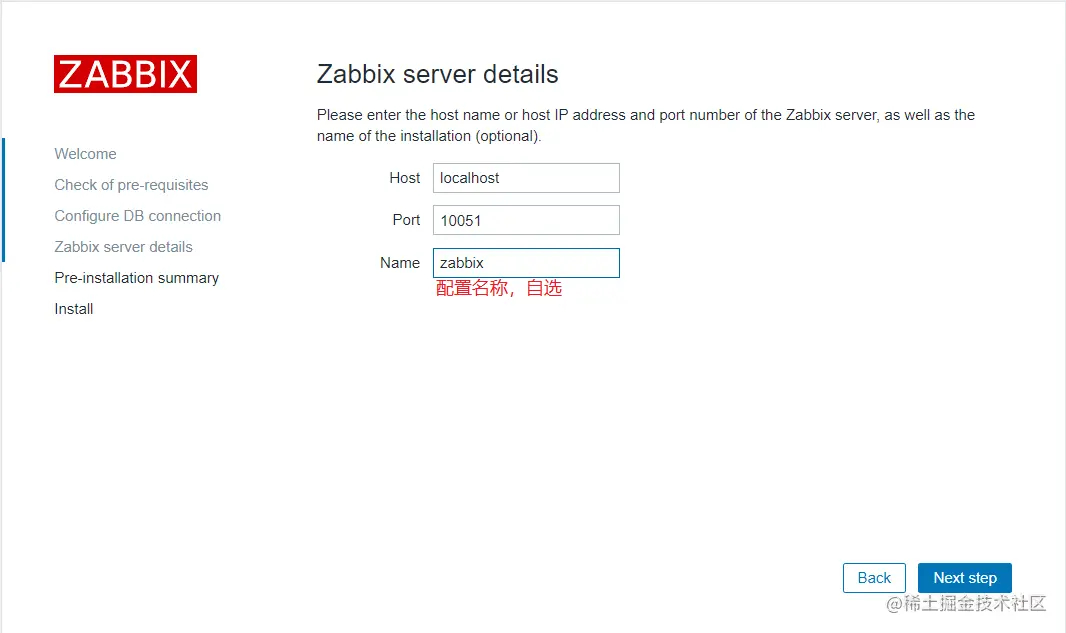 ZABBIX
Welcome
Check of pre-requisites
Configure DB connection
Zabbix server details
Pre-installation summary
Install
Zabbix server details
Please enter the host name or host IP address and port number of the Zabbix server, as well as the
name of the installation (optional).
Host localhost
Port 10051
Name zabbix
配置名称，自选
Back Next step
@稀土掘金技术社区